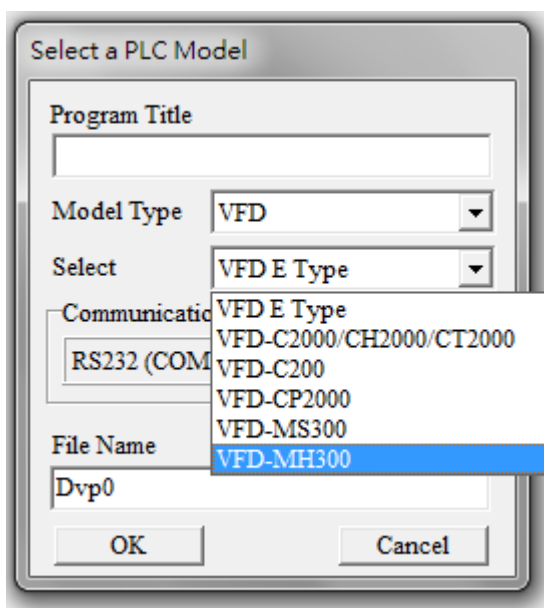 Select a PLC Model
Program Title
Model Type VFD
Select VFD E Type
VFD E Type
VFD-C2000/CH2000/CT2000
VFD-C200
VFD-CP2000
VFD-MS300
VFD-MH300
RS232 (COM
File Name
Dvp0
OK Cancel